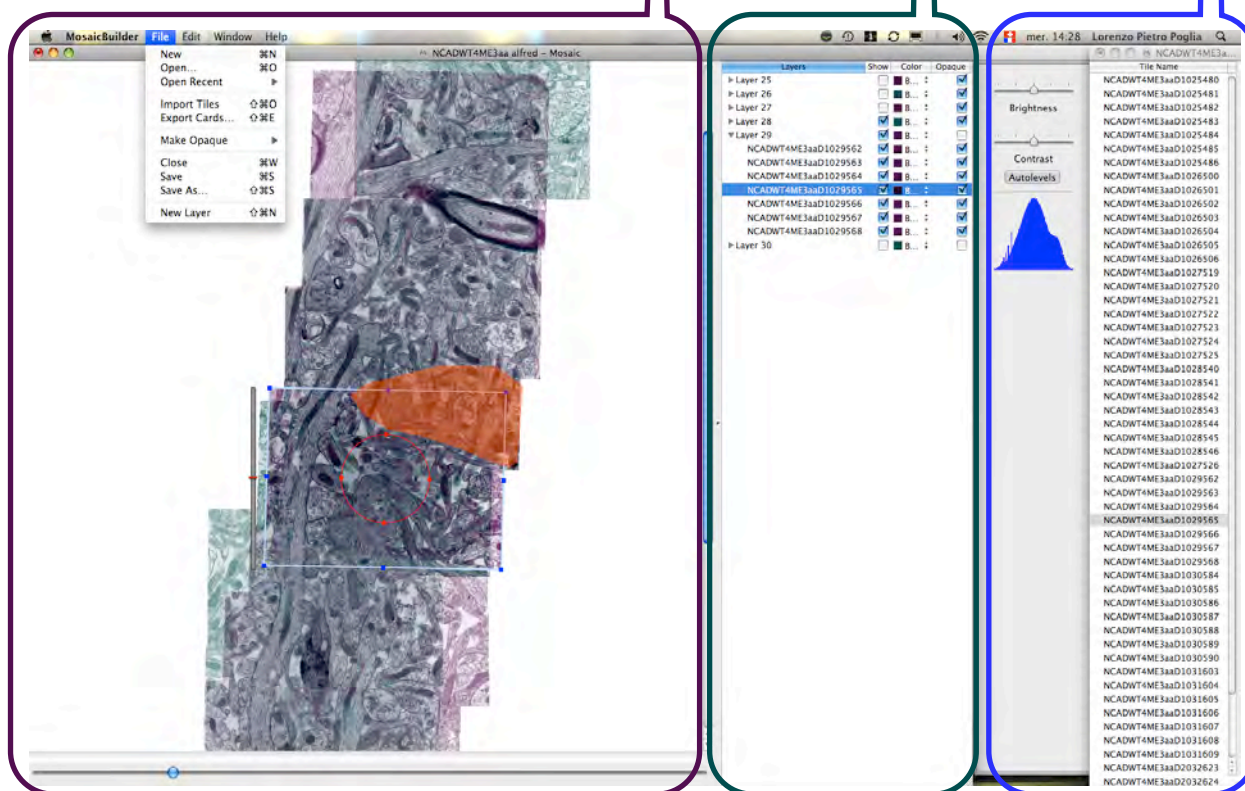 MosaicBuilder File Edit Window Help mer. 14:28 Lorenzo Pietro Poglia
NCADWT4ME3aa alfred – Mosaic
NCADWT4ME3a...
New ⌘N
Open... ⌘O
Open Recent
Import Tiles ⇧⌘O
Export Cards... ⇧⌘E
Make Opaque
Close ⌘W
Save ⌘S
Save As... ⇧⌘S
New Layer ⇧⌘N
Layers Show Color Opaque
Layer 25 B...
Layer 26 B...
Layer 27 B...
Layer 28 B...
Layer 29 B...
NCADWT4ME3aaD1029562 B...
NCADWT4ME3aaD1029563 B...
NCADWT4ME3aaD1029564 B...
NCADWT4ME3aaD1029565 B...
NCADWT4ME3aaD1029566 B...
NCADWT4ME3aaD1029567 B...
NCADWT4ME3aaD1029568 B...
Layer 30 B...
Brightness
Contrast
Autolevels
Tile Name
NCADWT4ME3aaD1025480
NCADWT4ME3aaD1025481
NCADWT4ME3aaD1025482
NCADWT4ME3aaD1025483
NCADWT4ME3aaD1025484
NCADWT4ME3aaD1025485
NCADWT4ME3aaD1025486
NCADWT4ME3aaD1026500
NCADWT4ME3aaD1026501
NCADWT4ME3aaD1026502
NCADWT4ME3aaD1026503
NCADWT4ME3aaD1026504
NCADWT4ME3aaD1026505
NCADWT4ME3aaD1026506
NCADWT4ME3aaD1027519
NCADWT4ME3aaD1027520
NCADWT4ME3aaD1027521
NCADWT4ME3aaD1027522
NCADWT4ME3aaD1027523
NCADWT4ME3aaD1027524
NCADWT4ME3aaD1027525
NCADWT4ME3aaD1028540
NCADWT4ME3aaD1028541
NCADWT4ME3aaD1028542
NCADWT4ME3aaD1028543
NCADWT4ME3aaD1028544
NCADWT4ME3aaD1028545
NCADWT4ME3aaD1028546
NCADWT4ME3aaD1027526
NCADWT4ME3aaD1029562
NCADWT4ME3aaD1029563
NCADWT4ME3aaD1029564
NCADWT4ME3aaD1029565
NCADWT4ME3aaD1029566
NCADWT4ME3aaD1029567
NCADWT4ME3aaD1029568
NCADWT4ME3aaD1030584
NCADWT4ME3aaD1030585
NCADWT4ME3aaD1030586
NCADWT4ME3aaD1030587
NCADWT4ME3aaD1030588
NCADWT4ME3aaD1030589
NCADWT4ME3aaD1030590
NCADWT4ME3aaD1031603
NCADWT4ME3aaD1031604
NCADWT4ME3aaD1031605
NCADWT4ME3aaD1031606
NCADWT4ME3aaD1031607
NCADWT4ME3aaD1031608
NCADWT4ME3aaD1031609
NCADWT4ME3aaD2032623
NCADWT4ME3aaD2032624